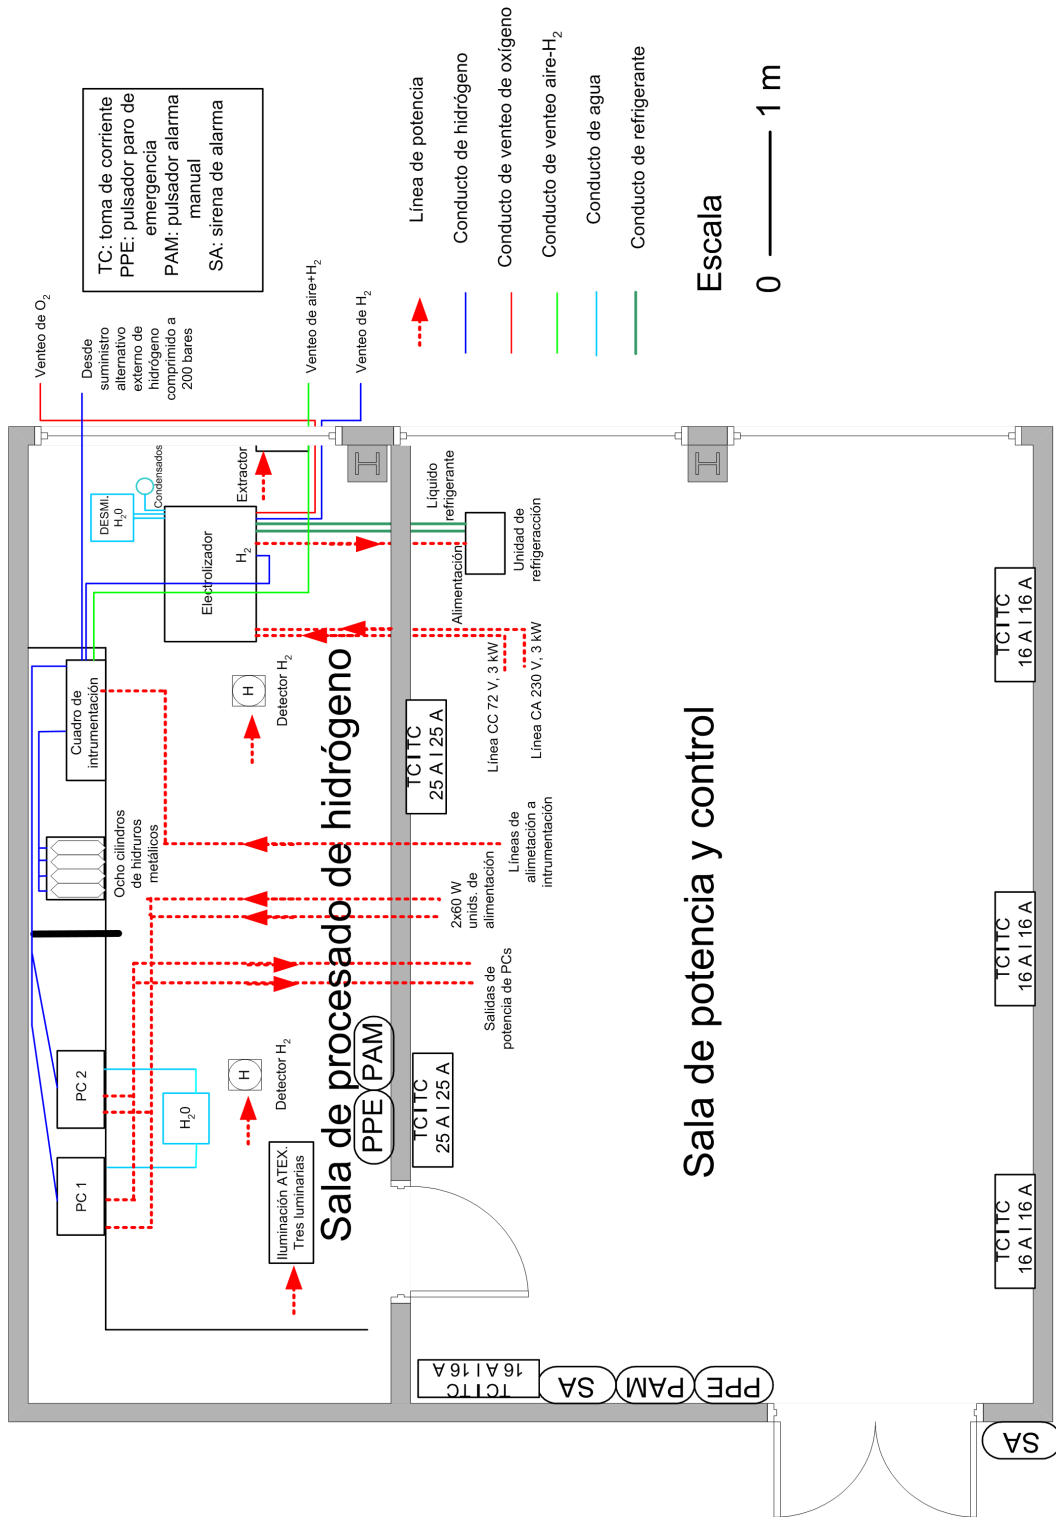 TC: toma de corriente
PPE: pulsador paro de
emergencia
PAM: pulsador alarma
manual
SA: sirena de alarma
Venteo de O2
Desde
suministro
alternativo
externo de
hidrógeno
comprimido a
200 bares
Venteo de aire+H2
Venteo de H2
Línea de potencia
Conducto de hidrógeno
Conducto de venteo de oxígeno
Conducto de venteo aire-H2
Conducto de agua
Conducto de refrigerante
Escala
0
1 m
DESMI.
H20
Condensados
Extractor
Electrolizador
H2
Líquido
refrigerante
Alimentación
Unidad de
refrigeracción
Cuadro de
intrumentación
H
Detector H2
Línea CC 72 V, 3 kW
Línea CA 230 V, 3 kW
TC I TC
25 A I 25 A
Ocho cilindros
de hidruros
metálicos
Líneas de
alimetación a
intrumentación
2x60 W
unids. de
alimentación
Salidas de
potencia de PCs
Sala de procesado de hidrógeno
PC 2
PC 1
H20
H
Detector H2
Iluminación ATEX.
Tres luminarias
PPE
PAM
TC I TC
25 A I 25 A
Sala de potencia y control
TC I TC
16 A I 16 A
TC I TC
16 A I 16 A
TC I TC
16 A I 16 A
TC I TC
16 A I 16 A
SA
PAM
PPE
SA